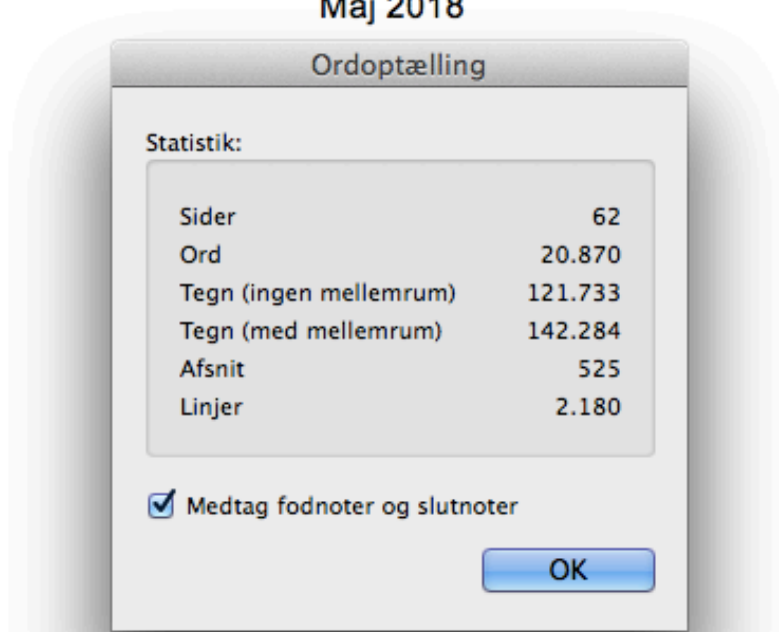 Maj 2018
Ordoptælling
Statistik:
Sider 62
Ord 20.870
Tegn (ingen mellemrum) 121.733
Tegn (med mellemrum) 142.284
Afsnit 525
Linjer 2.180
Medtag fodnoter og slutnoter
OK